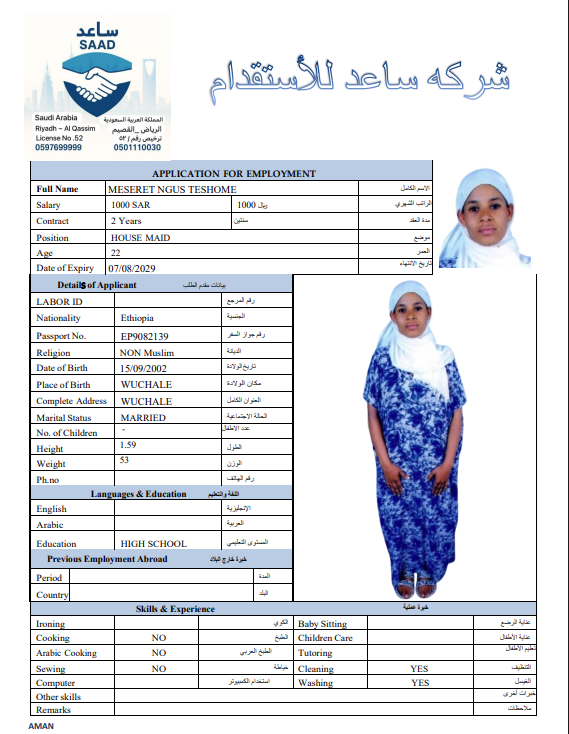 ساعد
SAAD
شركه ساعد للأستقدام
Saudi Arabia المملكة العربية السعودية
Riyadh – Al Qassim الرياض _القصيم
License No .52 ترخيص رقم/ ٥٢
0597699999 0501110030
APPLICATION FOR EMPLOYMENT
Full Name MESERET NGUS TESHOME الاسم الكامل
Salary 1000 SAR 1000 ريال الراتب الشهري
Contract 2 Years سنتين مدة العقد
Position HOUSE MAID موضع
Age 22 العمر
Date of Expiry 07/08/2029 تاريخ الانتهاء
Details of Applicant بيانات مقدم الطلب
LABOR ID رقم المرجع
Nationality Ethiopia الجنسية
Passport No. EP9082139 رقم جواز السفر
Religion NON Muslim الديانة
Date of Birth 15/09/2002 تاريخ الولادة
Place of Birth WUCHALE مكان الولادة
Complete Address WUCHALE العنوان الكامل
Marital Status MARRIED الحالة الاجتماعية
No. of Children - عدد الاطفال
Height 1.59 الطول
Weight 53 الوزن
Ph.no رقم الهاتف
Languages & Education اللغة والتعليم
English الإنجليزية
Arabic العربية
Education HIGH SCHOOL المستوى التعليمي
Previous Employment Abroad خبرة خارج البلاد
Period المدة
Country البلد
Skills & Experience خبرة عملية
Ironing الكوي Baby Sitting عناية الرضع
Cooking NO الطبخ Children Care عناية الأطفال
Arabic Cooking NO الطبخ العربي Tutoring تعليم الأطفال
Sewing NO خياطة Cleaning YES التنظيف
Computer استخدام الكمبيوتر Washing YES الغسيل
Other skills خبرات أخرى
Remarks ملاحظات
AMAN